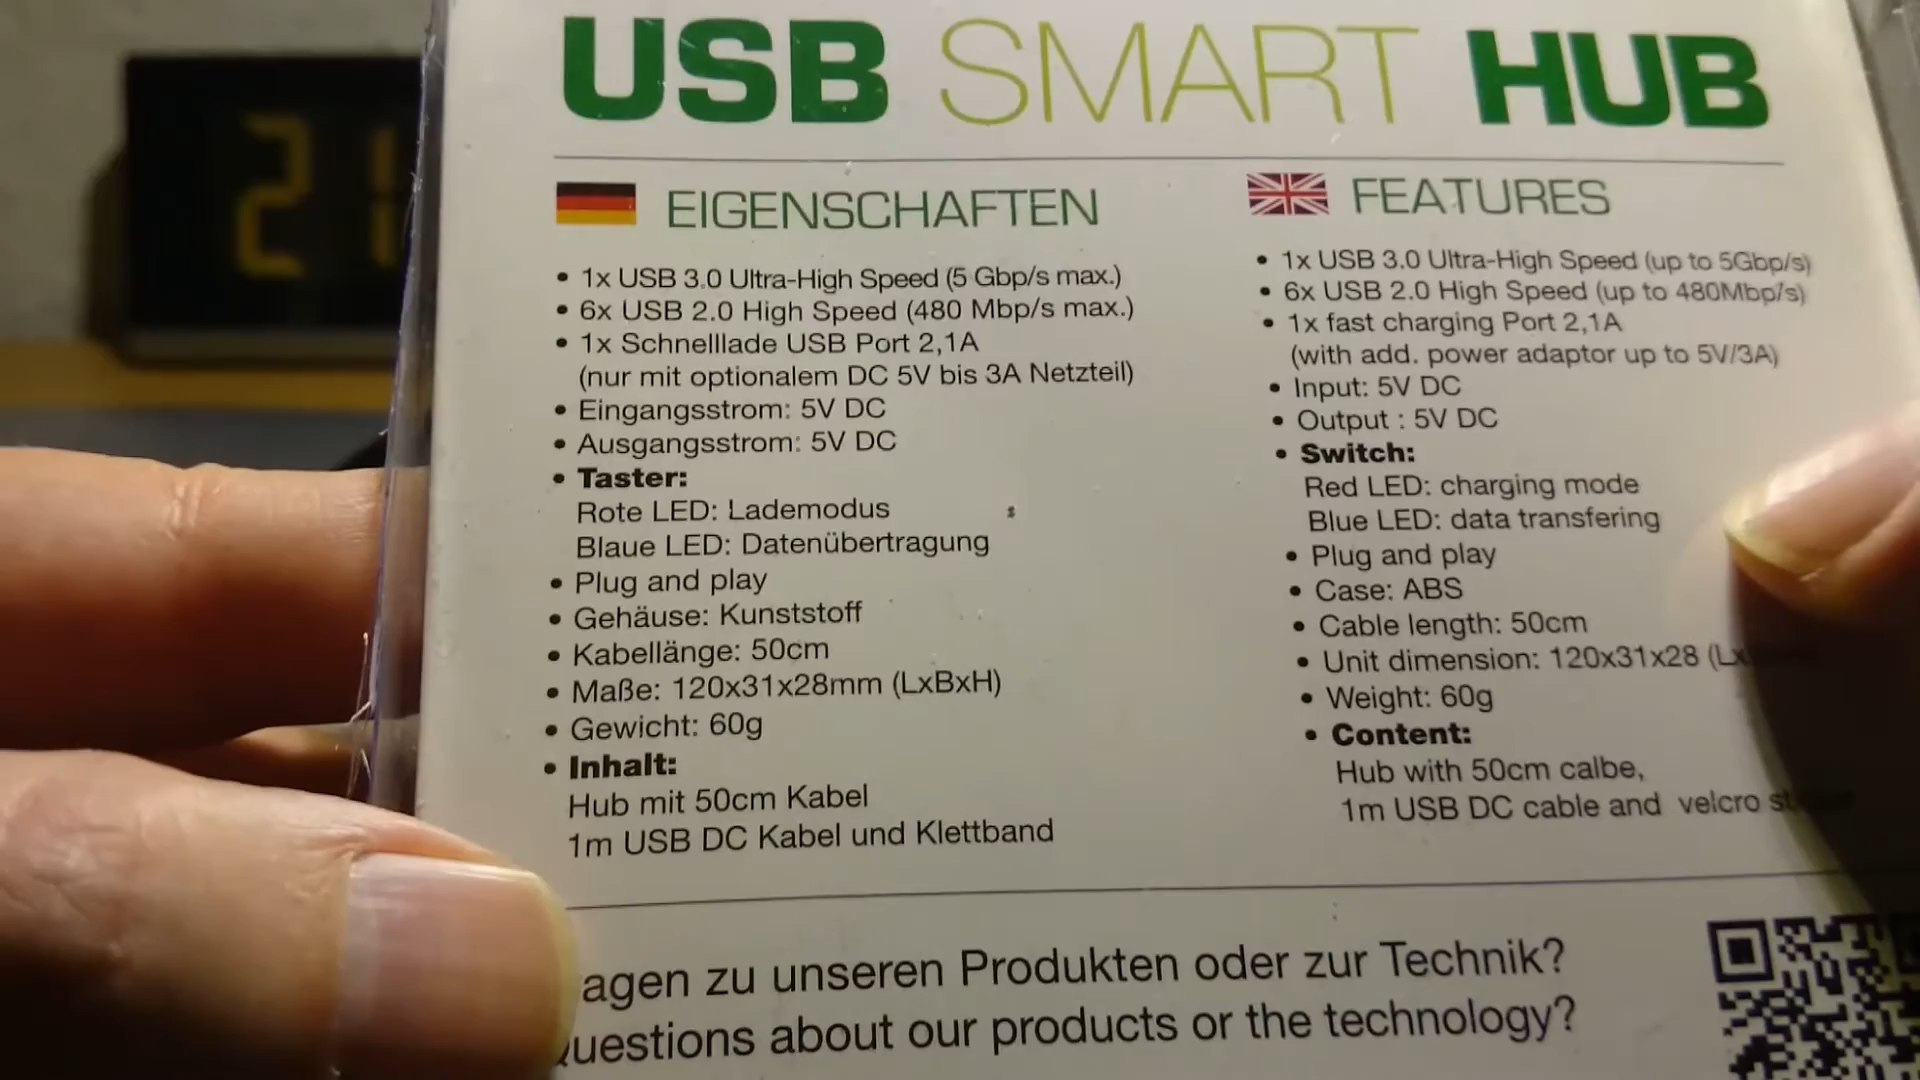 21
USB SMART HUB
EIGENSCHAFTEN
• 1x USB 3.0 Ultra-High Speed (5 Gbp/s max.)
• 6x USB 2.0 High Speed (480 Mbp/s max.)
• 1x Schnelllade USB Port 2,1A
(nur mit optionalem DC 5V bis 3A Netzteil)
• Eingangsstrom: 5V DC
• Ausgangsstrom: 5V DC
• Taster:
Rote LED: Lademodus
Blaue LED: Datenübertragung
• Plug and play
• Gehäuse: Kunststoff
• Kabellänge: 50cm
• Maße: 120x31x28mm (LxBxH)
• Gewicht: 60g
• Inhalt:
Hub mit 50cm Kabel
1m USB DC Kabel und Klettband
FEATURES
• 1x USB 3.0 Ultra-High Speed (up to 5Gbp/s)
• 6x USB 2.0 High Speed (up to 480Mbp/s)
• 1x fast charging Port 2,1A
(with add. power adaptor up to 5V/3A)
• Input: 5V DC
• Output : 5V DC
• Switch:
Red LED: charging mode
Blue LED: data transfering
• Plug and play
• Case: ABS
• Cable length: 50cm
• Unit dimension: 120x31x28
• Weight: 60g
• Content:
Hub with 50cm calbe,
1m USB DC cable and velcro
agen zu unseren Produkten oder zur Technik?
uestions about our products or the technology?